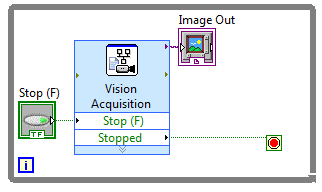 Image Out
Vision
Acquisition
Stop (F)
Stop (F)
TF
Stopped
i